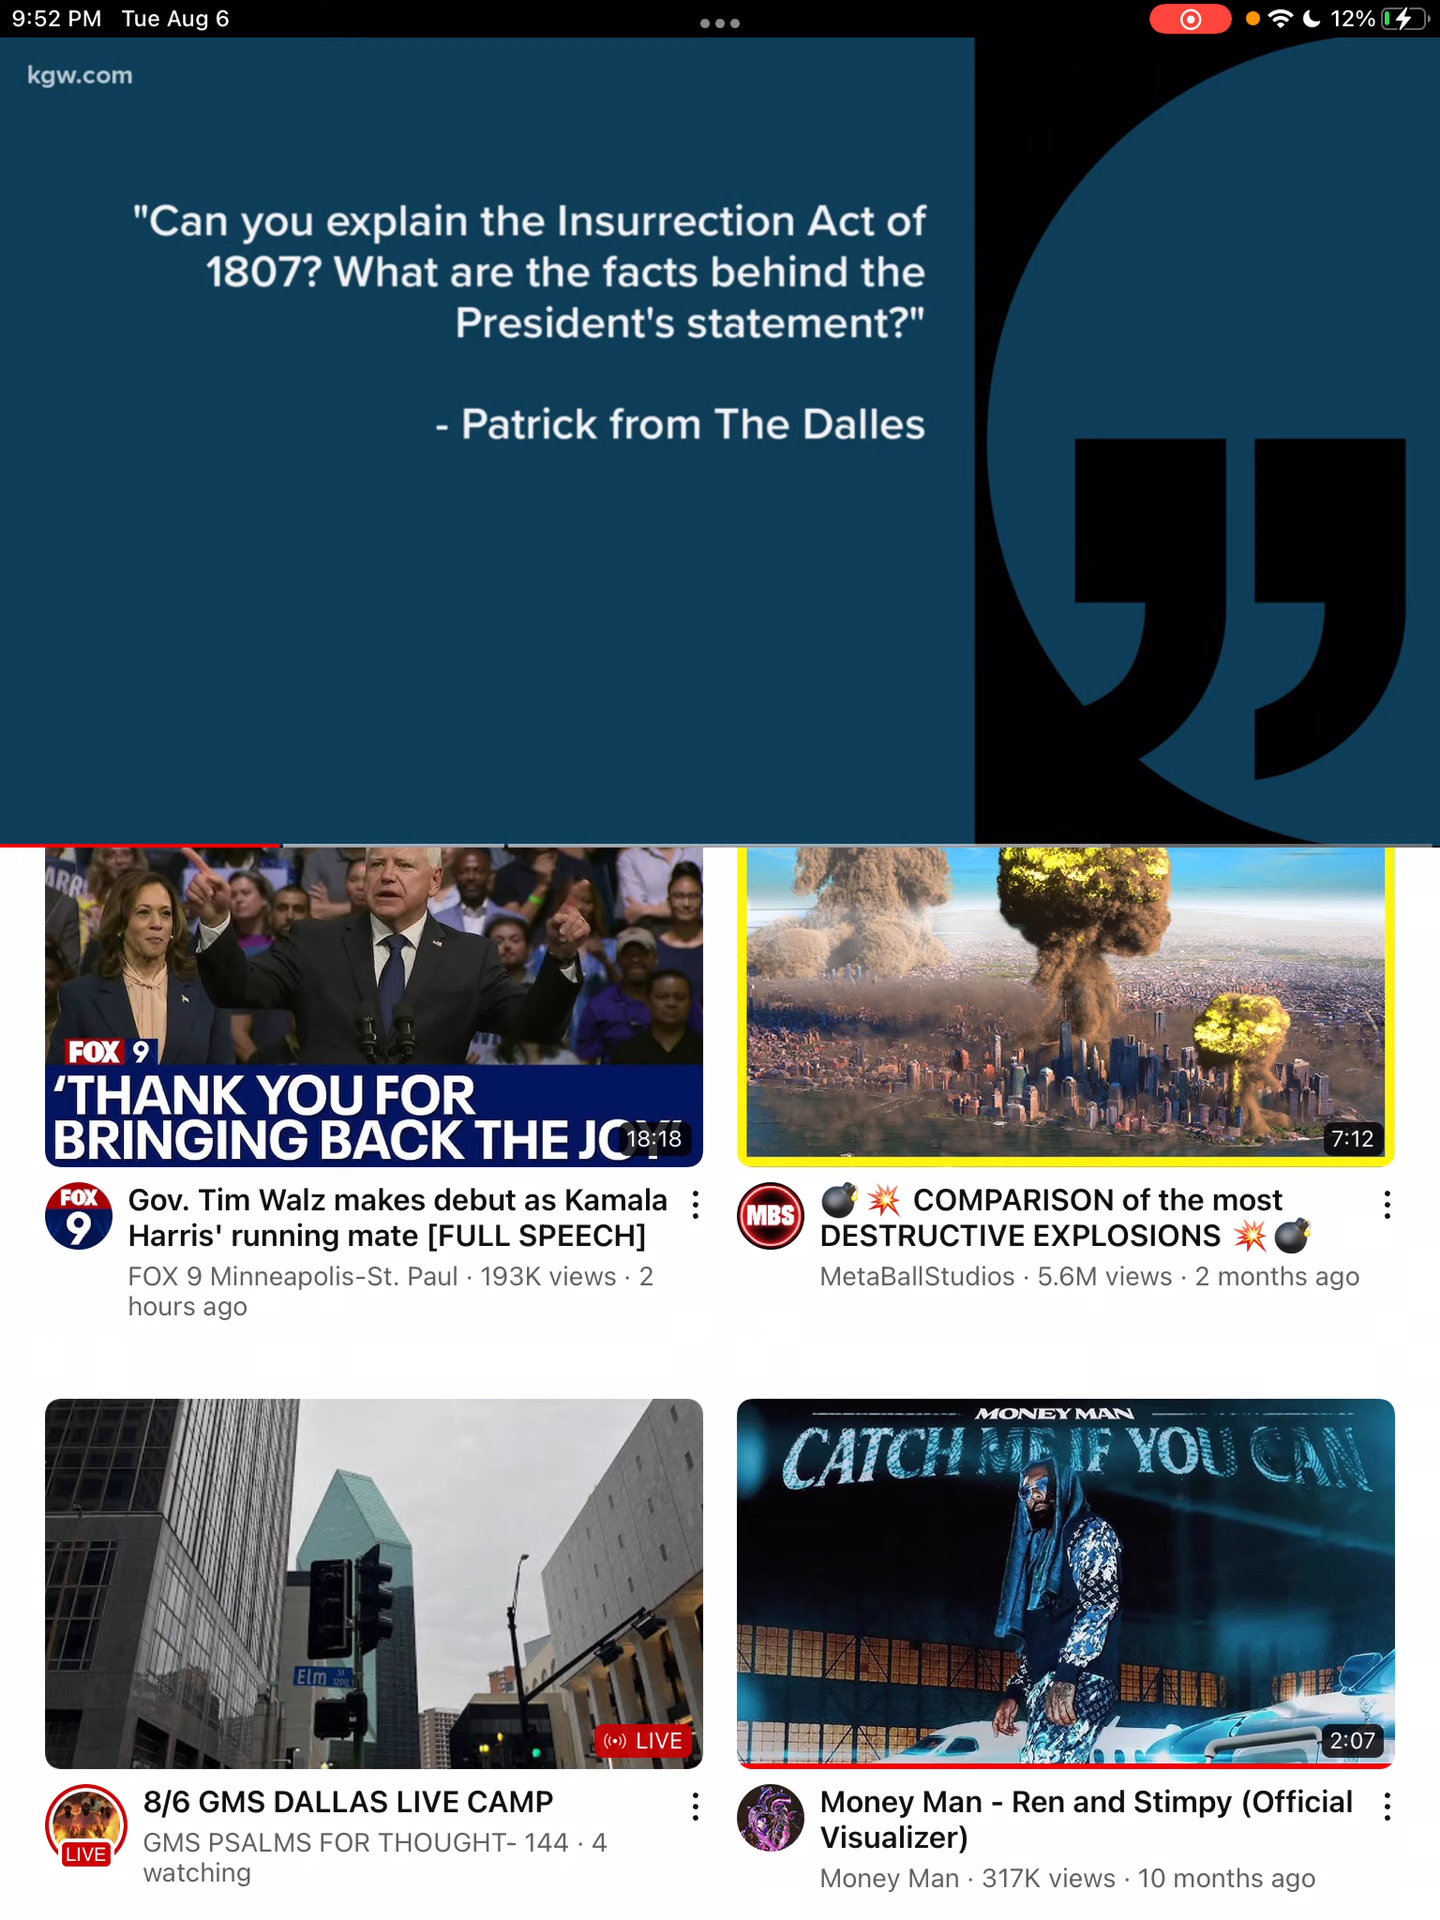 9:52 PM Tue Aug 6
12%
kgw.com
"Can you explain the Insurrection Act of
1807? What are the facts behind the
President's statement?"
- Patrick from The Dalles
FOX 9
'THANK YOU FOR
BRINGING BACK THE JOY'
18:18
7:12
FOX
9
Gov. Tim Walz makes debut as Kamala
Harris' running mate [FULL SPEECH]
FOX 9 Minneapolis-St. Paul · 193K views · 2
hours ago
MBS
💣 💥 COMPARISON of the most
DESTRUCTIVE EXPLOSIONS 💥 💣
MetaBallStudios · 5.6M views · 2 months ago
Elm ST
1200
LIVE
MONEY MAN
CATCH ME IF YOU CAN
2:07
LIVE
8/6 GMS DALLAS LIVE CAMP
GMS PSALMS FOR THOUGHT- 144 · 4
watching
Money Man - Ren and Stimpy (Official
Visualizer)
Money Man · 317K views · 10 months ago